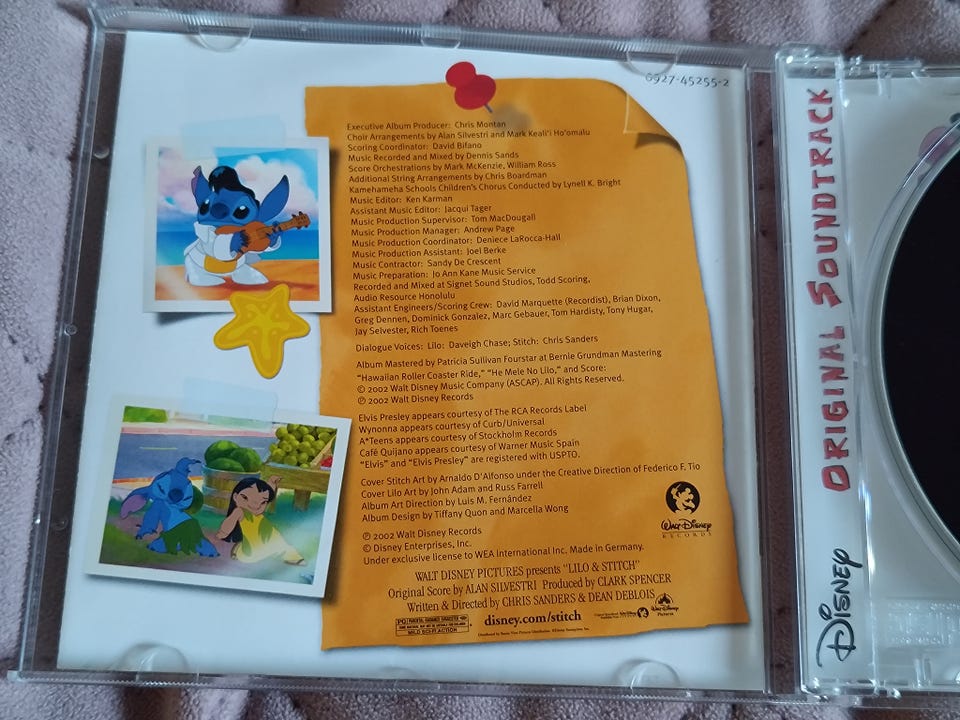 6927-45255-2
Executive Album Producer: Chris Montan
Choir Arrangements by Alan Silvestri and Mark Keali'i Ho'omalu
Scoring Coordinator: David Bifano
Music Recorded and Mixed by Dennis Sands
Score Orchestrations by Mark McKenzie, William Ross
Additional String Arrangements by Chris Boardman
Kamehameha Schools Children's Chorus Conducted by Lynell K. Bright
Music Editor: Ken Karman
Assistant Music Editor: Jacqui Tager
Music Production Supervisor: Tom MacDougall
Music Production Manager: Andrew Page
Music Production Coordinator: Deniece LaRocca-Hall
Music Production Assistant: Joel Berke
Music Contractor: Sandy De Crescent
Music Preparation: Jo Ann Kane Music Service
Recorded and Mixed at Signet Sound Studios, Todd Scoring,
Audio Resource Honolulu
Assistant Engineers/Scoring Crew: David Marquette (Recordist), Brian Dixon,
Greg Dennen, Dominick Gonzalez, Marc Gebauer, Tom Hardisty, Tony Hugar,
Jay Selvester, Rich Toenes
Dialogue Voices: Lilo: Daveigh Chase; Stitch: Chris Sanders
Album Mastered by Patricia Sullivan Fourstar at Bernie Grundman Mastering
"Hawaiian Roller Coaster Ride," "He Mele No Lilo," and Score:
© 2002 Walt Disney Music Company (ASCAP). All Rights Reserved.
℗ 2002 Walt Disney Records
Elvis Presley appears courtesy of The RCA Records Label
Wynonna appears courtesy of Curb/Universal
A*Teens appears courtesy of Stockholm Records
Café Quijano appears courtesy of Warner Music Spain
"Elvis" and "Elvis Presley" are registered with USPTO.
Cover Stitch Art by Arnaldo D'Alfonso under the Creative Direction of Federico F. Tio
Cover Lilo Art by John Adam and Russ Farrell
Album Art Direction by Luis M. Fernández
Album Design by Tiffany Quon and Marcella Wong
WALT DISNEY
RECORDS
℗ 2002 Walt Disney Records
© Disney Enterprises, Inc.
Under exclusive license to WEA International Inc. Made in Germany.
WALT DISNEY PICTURES presents "LILO & STITCH"
Original Score by ALAN SILVESTRI Produced by CLARK SPENCER
Written & Directed by CHRIS SANDERS & DEAN DEBLOIS
PG PARENTAL GUIDANCE SUGGESTED
MILD SCI-FI ACTION
disney.com/stitch
Walt Disney
Pictures
ORIGINAL SOUNDTRACK
DISNEY